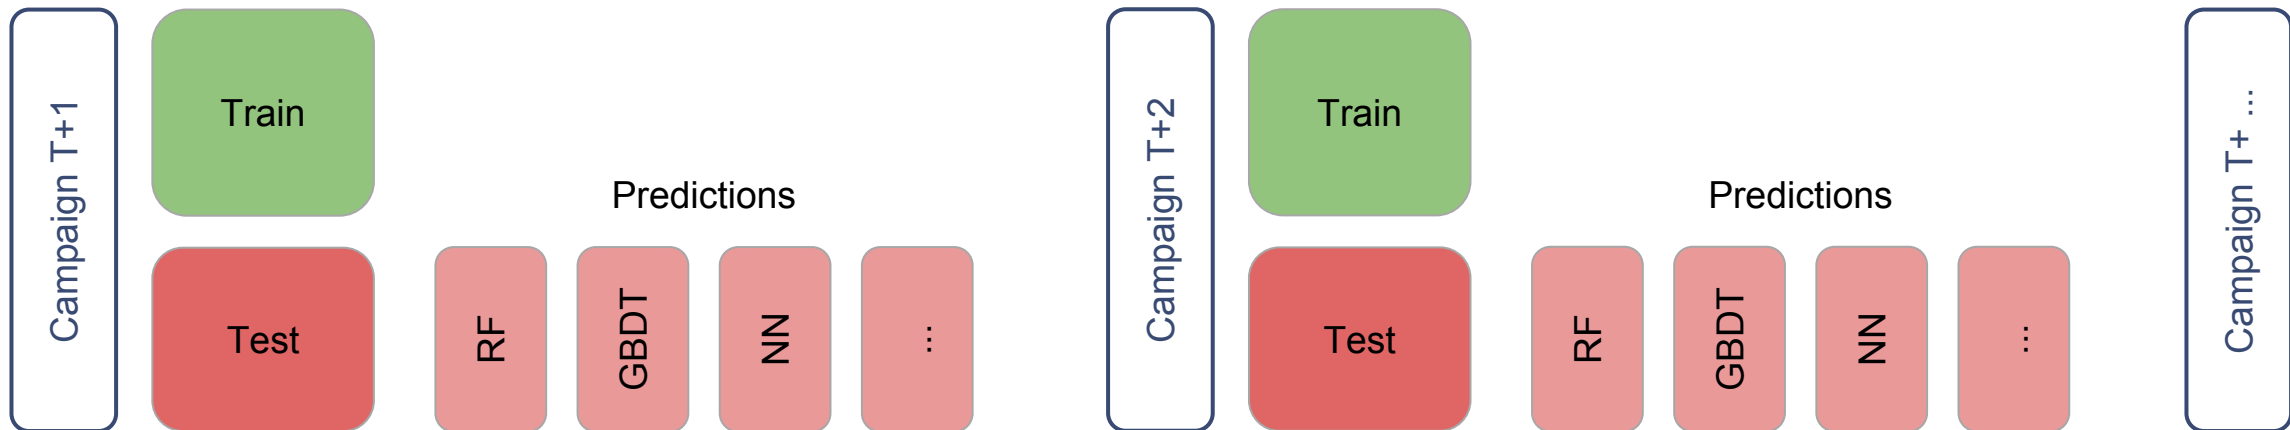 Campaign T+1
Train
Test
Predictions
RF
GBDT
NN
...
Campaign T+2
Train
Test
Predictions
RF
GBDT
NN
...
Campaign T+ ...